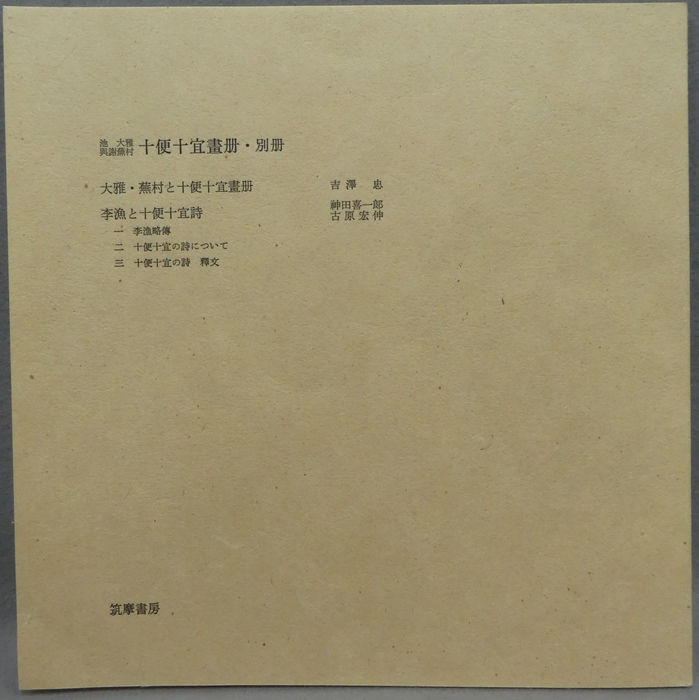 池大雅
與謝蕪村 十便十宜畫册・別册
大雅・蕪村と十便十宜畫册 吉澤忠
李漁と十便十宜詩 神田喜一郎
古原宏伸
一 李漁略傳
二 十便十宜の詩について
三 十便十宜の詩 釋文
筑摩書房